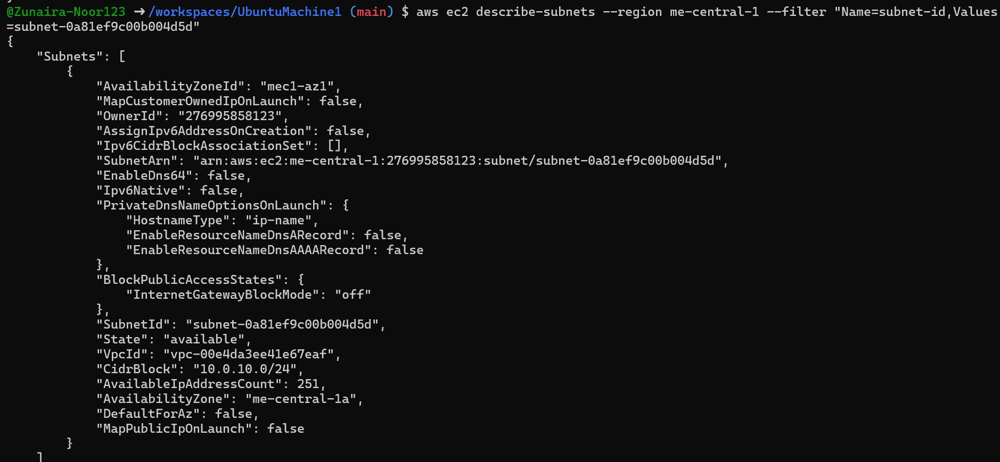 @Zunaira-Noor123 ➜ /workspaces/UbuntuMachine1 (main) $ aws ec2 describe-subnets --region me-central-1 --filter "Name=subnet-id,Values
=subnet-0a81ef9c00b004d5d"
{
    "Subnets": [
        {
            "AvailabilityZoneId": "mec1-az1",
            "MapCustomerOwnedIpOnLaunch": false,
            "OwnerId": "276995858123",
            "AssignIpv6AddressOnCreation": false,
            "Ipv6CidrBlockAssociationSet": [],
            "SubnetArn": "arn:aws:ec2:me-central-1:276995858123:subnet/subnet-0a81ef9c00b004d5d",
            "EnableDns64": false,
            "Ipv6Native": false,
            "PrivateDnsNameOptionsOnLaunch": {
                "HostnameType": "ip-name",
                "EnableResourceNameDnsARecord": false,
                "EnableResourceNameDnsAAAARecord": false
            },
            "BlockPublicAccessStates": {
                "InternetGatewayBlockMode": "off"
            },
            "SubnetId": "subnet-0a81ef9c00b004d5d",
            "State": "available",
            "VpcId": "vpc-00e4da3ee41e67eaf",
            "CidrBlock": "10.0.10.0/24",
            "AvailableIpAddressCount": 251,
            "AvailabilityZone": "me-central-1a",
            "DefaultForAz": false,
            "MapPublicIpOnLaunch": false
        }
    ]